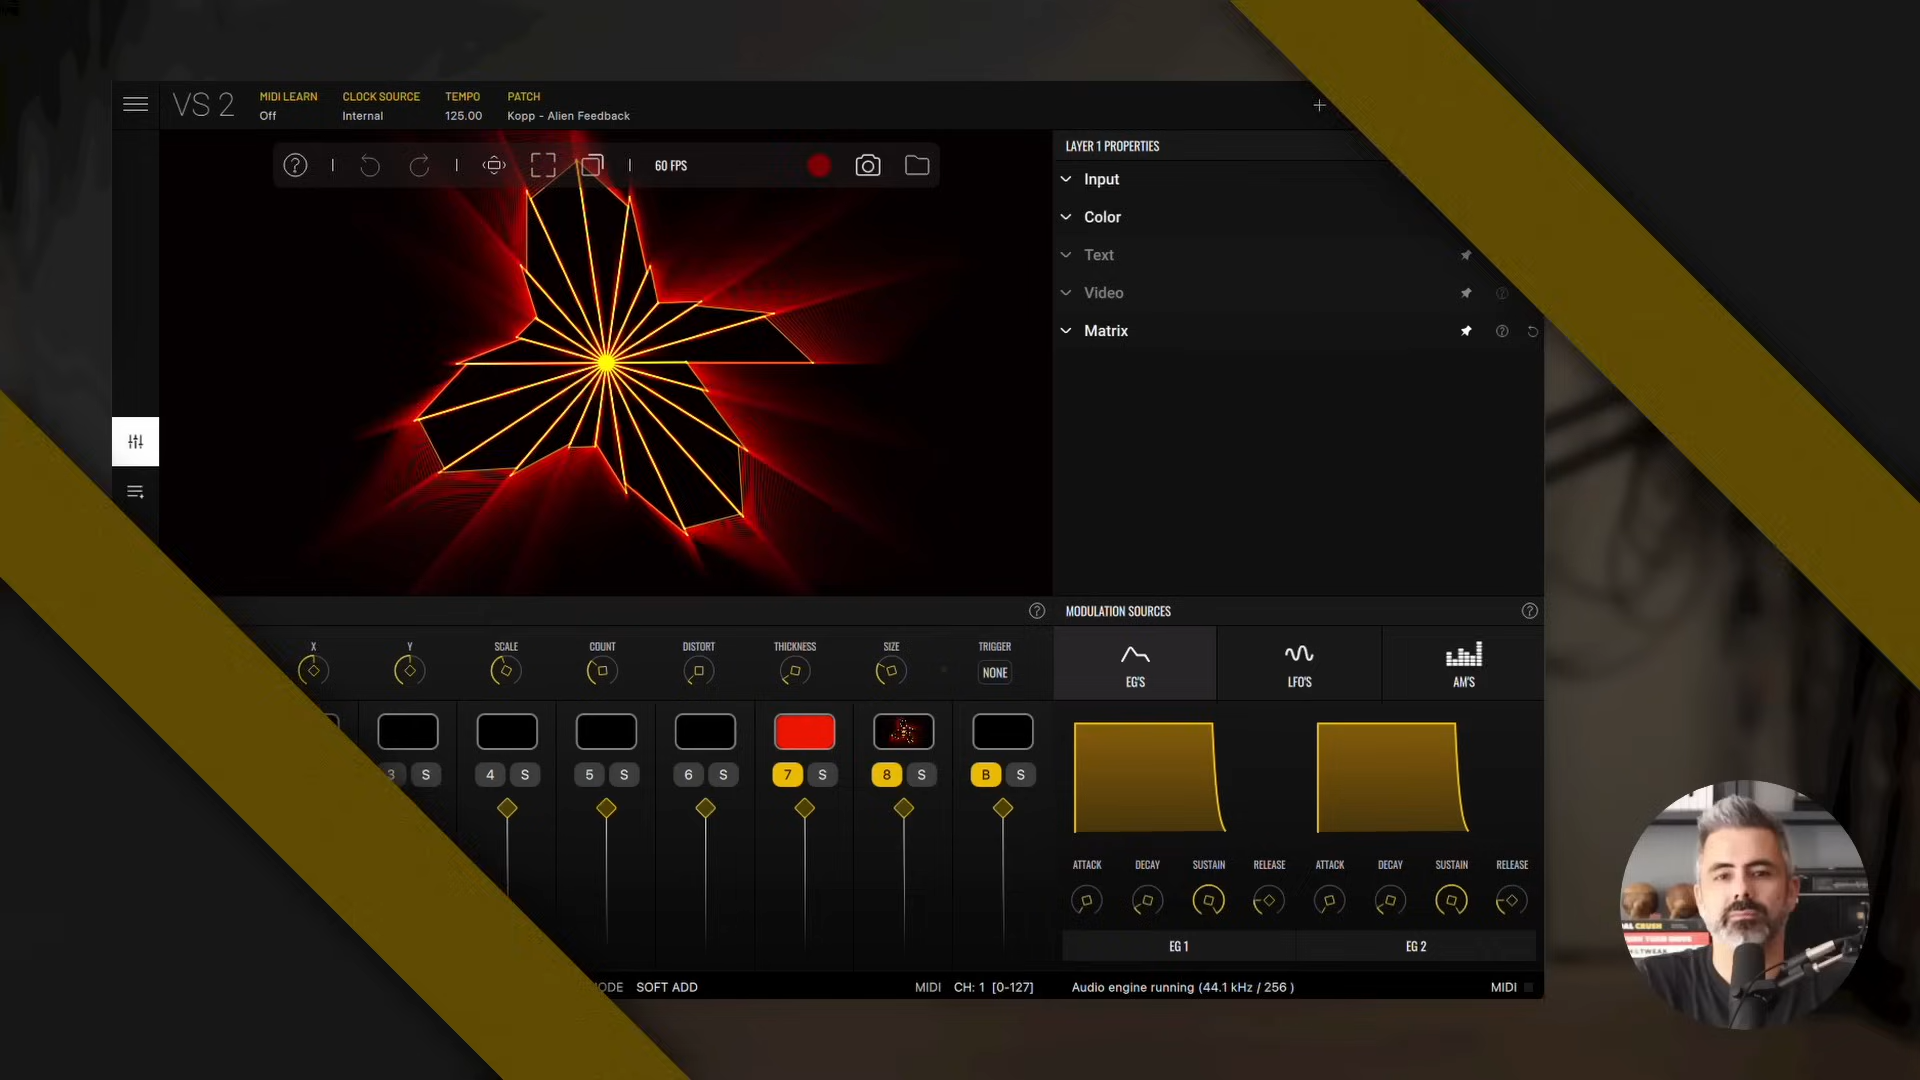 VS 2
MIDI LEARN
Off
CLOCK SOURCE
Internal
TEMPO
125.00
PATCH
Kopp - Alien Feedback
60 FPS
LAYER 1 PROPERTIES
Input
Color
Text
Video
Matrix
X
Y
SCALE
COUNT
DISTORT
THICKNESS
SIZE
TRIGGER
NONE
3 S
4 S
5 S
6 S
7 S
8 S
B S
MODULATION SOURCES
EG'S
LFO'S
AM'S
ATTACK DECAY SUSTAIN RELEASE
ATTACK DECAY SUSTAIN RELEASE
EG 1
EG 2
SOFT ADD
MIDI CH: 1 [0-127]
Audio engine running (44.1 kHz / 256 )
MIDI